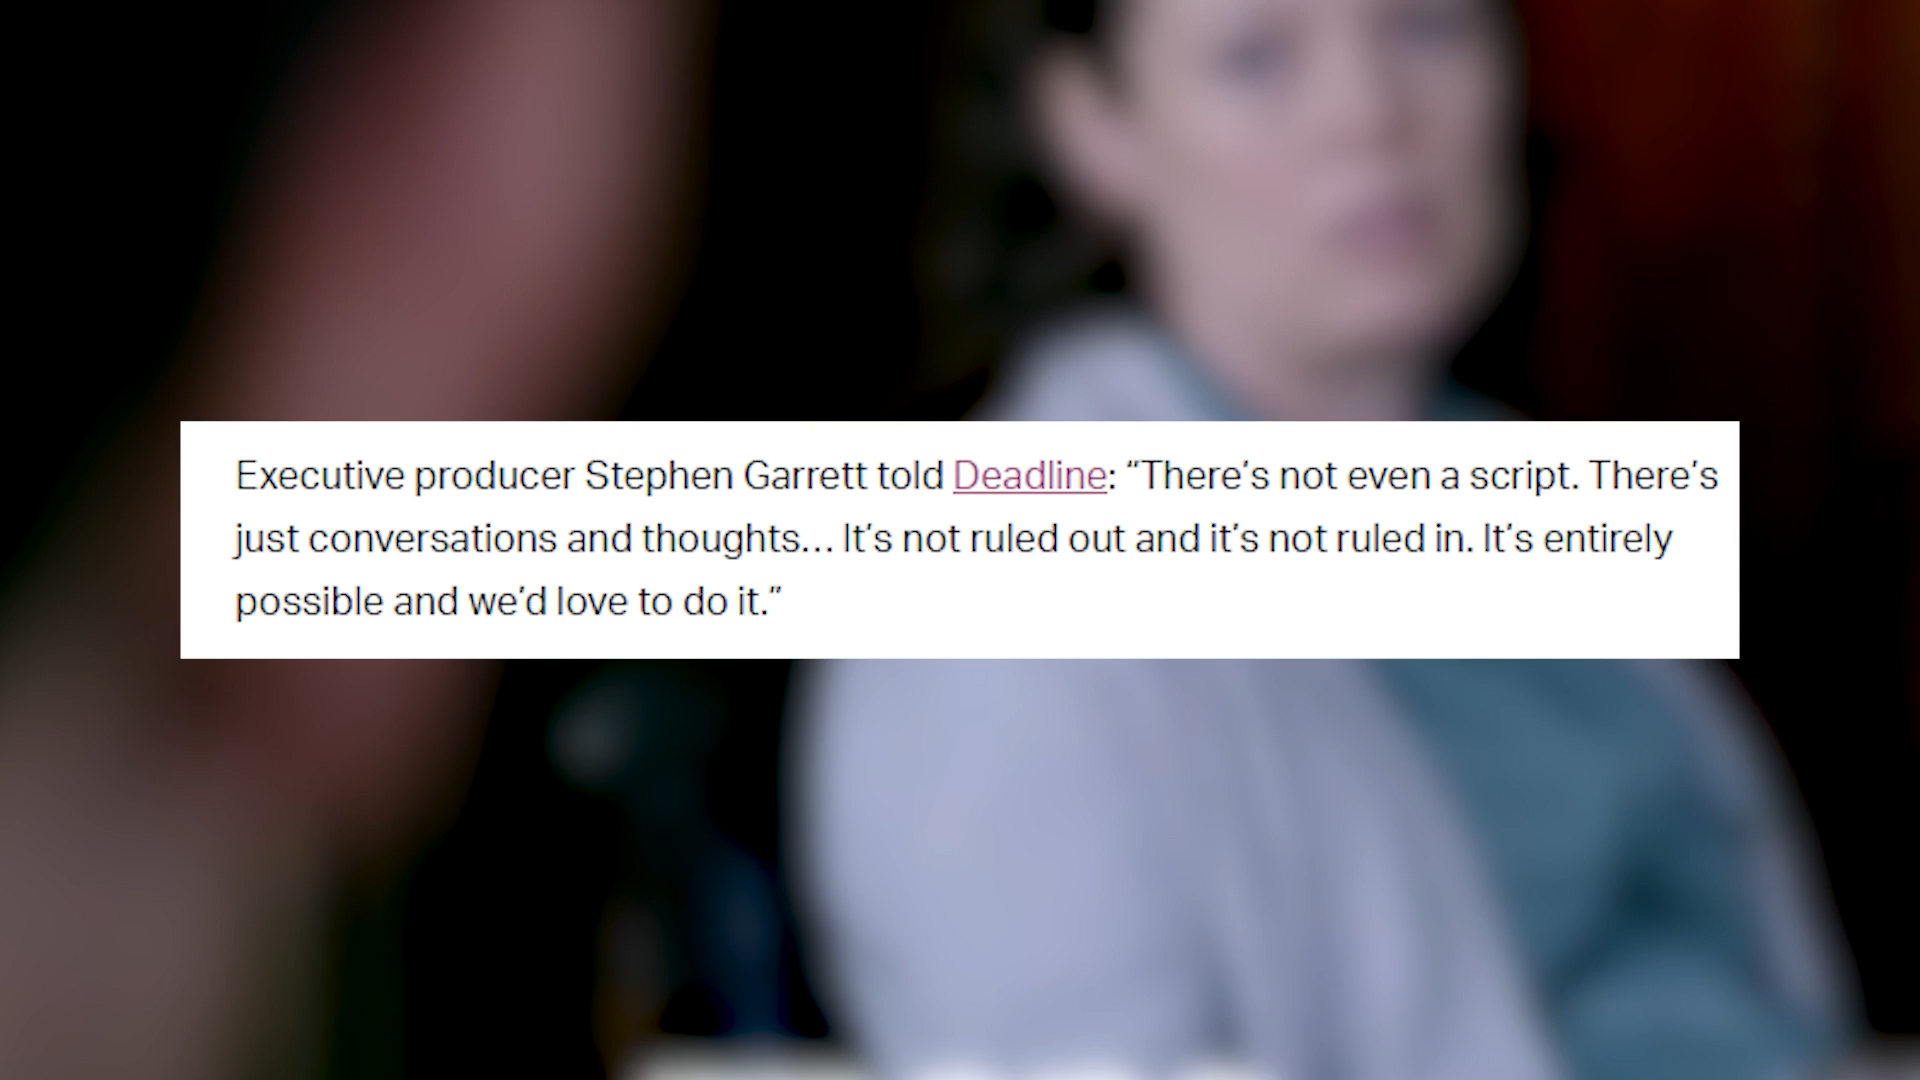 Executive producer Stephen Garrett told Deadline: “There’s not even a script. There’s
just conversations and thoughts... It’s not ruled out and it’s not ruled in. It’s entirely
possible and we’d love to do it.”